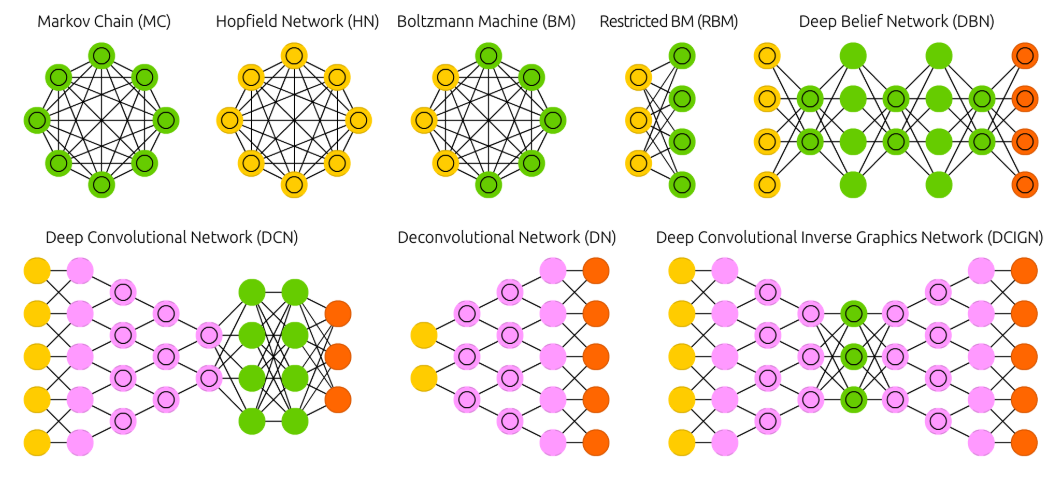 Markov Chain (MC)
Hopfield Network (HN)
Boltzmann Machine (BM)
Restricted BM (RBM)
Deep Belief Network (DBN)
Deep Convolutional Network (DCN)
Deconvolutional Network (DN)
Deep Convolutional Inverse Graphics Network (DCIGN)